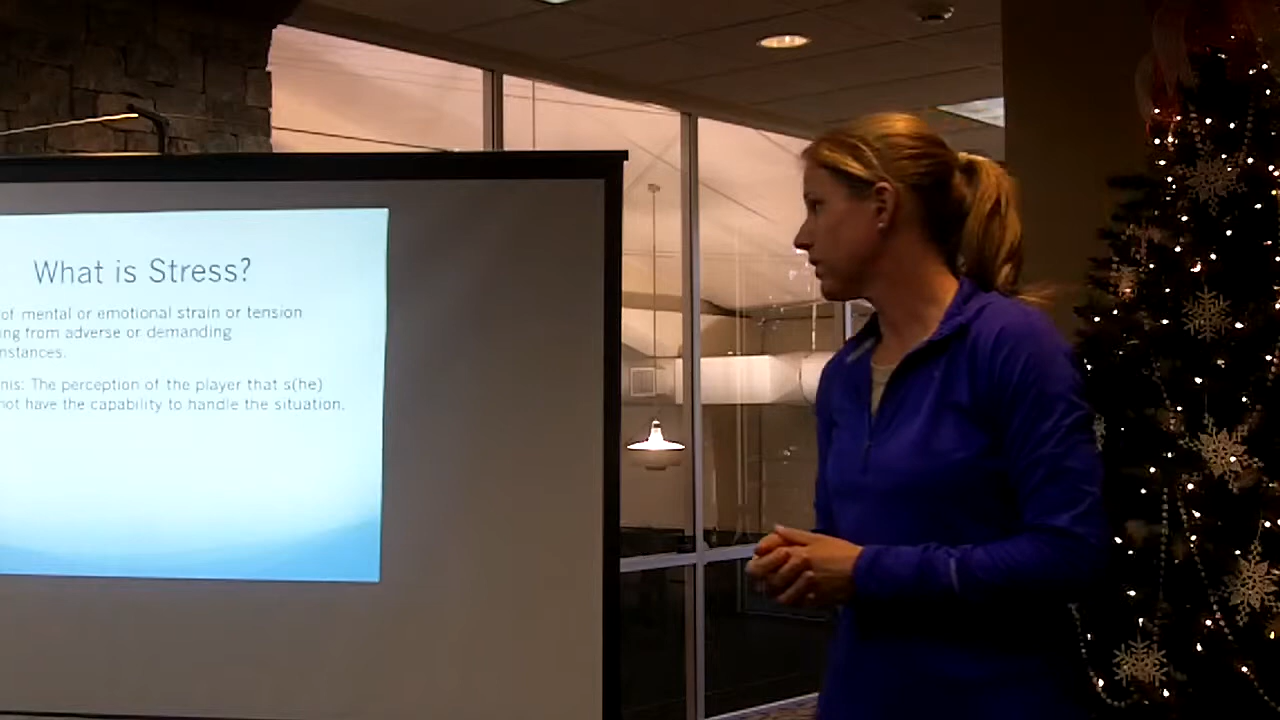 What is Stress?
of mental or emotional strain or tension
ing from adverse or demanding
nstances.
nis: The perception of the player that s(he)
not have the capability to handle the situation.